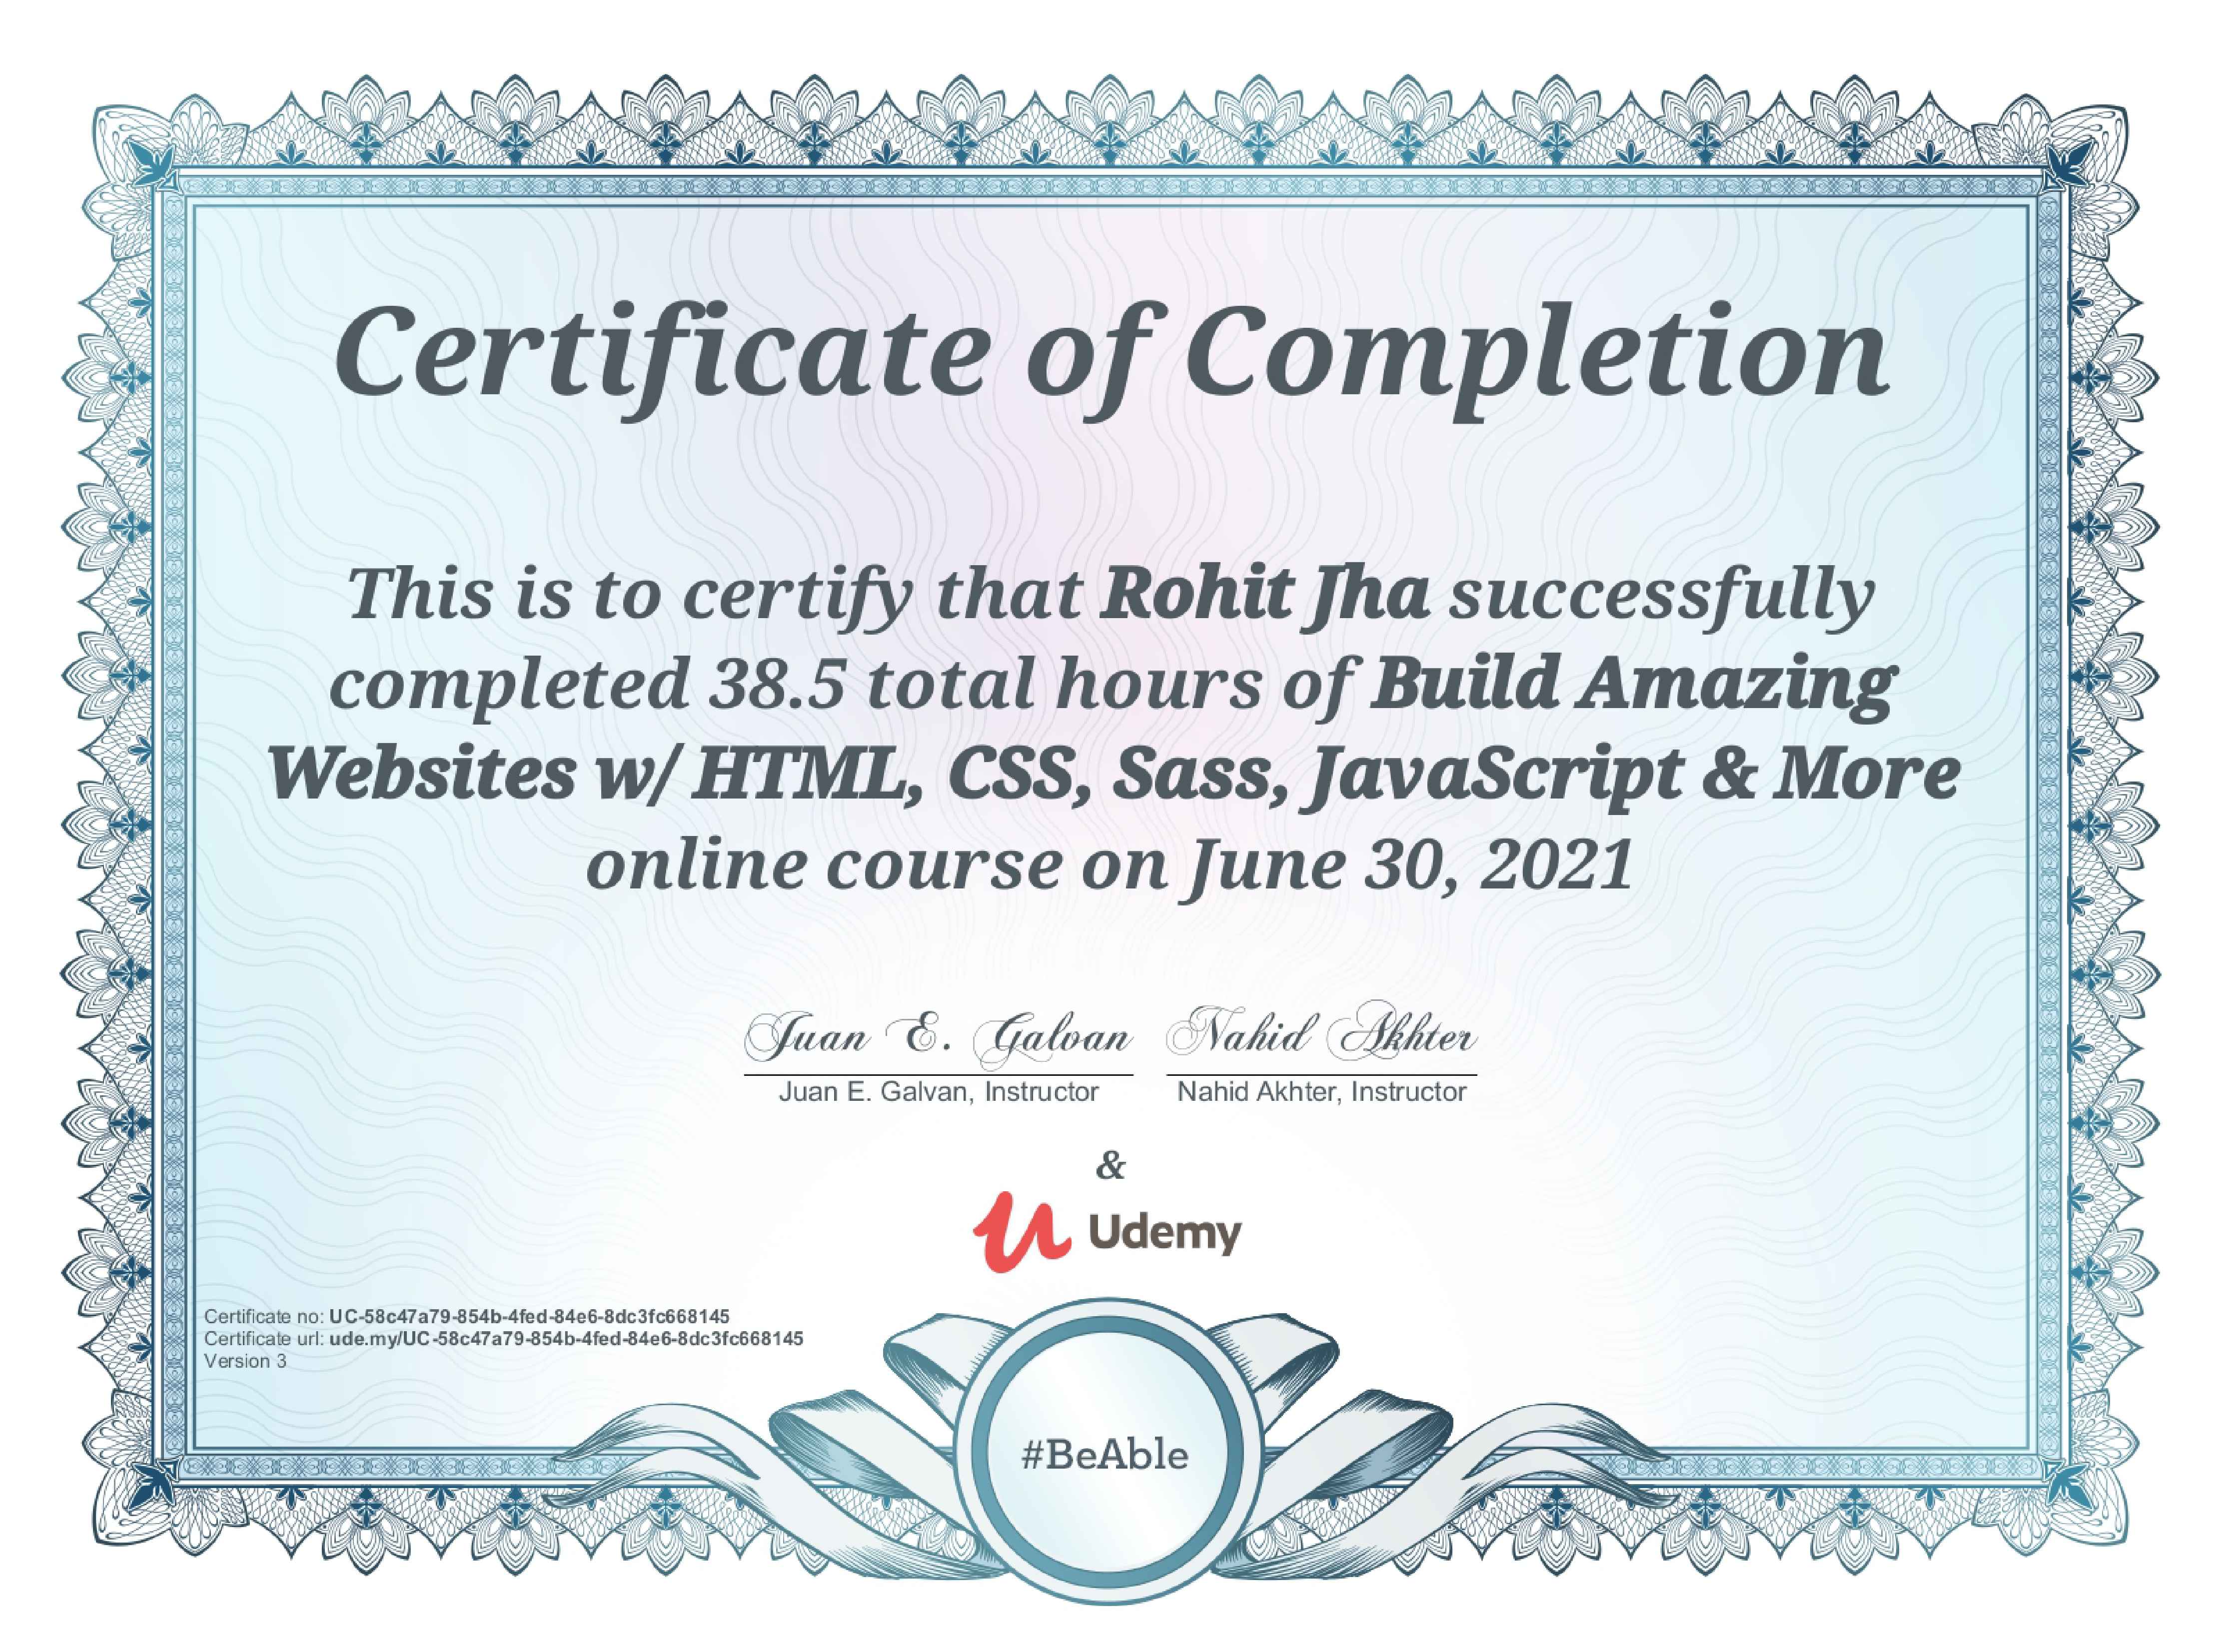 Certificate of Completion
This is to certify that Rohit Jha successfully
completed 38.5 total hours of Build Amazing
Websites w/ HTML, CSS, Sass, JavaScript & More
online course on June 30, 2021
Juan E. Galvan Nahid Akhter
Juan E. Galvan, Instructor Nahid Akhter, Instructor
&
Udemy
Certificate no: UC-58c47a79-854b-4fed-84e6-8dc3fc668145
Certificate url: ude.my/UC-58c47a79-854b-4fed-84e6-8dc3fc668145
Version 3
#BeAble